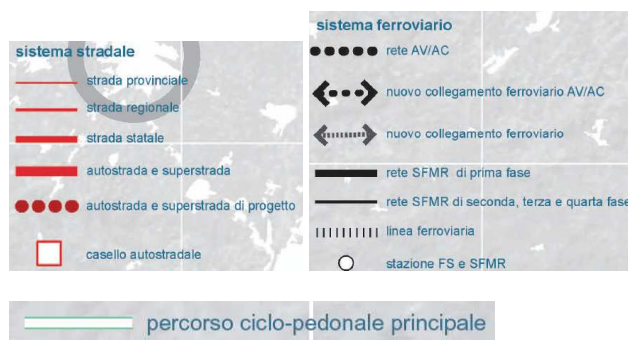 sistema stradale
strada provinciale
strada regionale
strada statale
autostrada e superstrada
autostrada e superstrada di progetto
casello autostradale
sistema ferroviario
rete AV/AC
nuovo collegamento ferroviario AV/AC
nuovo collegamento ferroviario
rete SFMR di prima fase
rete SFMR di seconda, terza e quarta fase
linea ferroviaria
stazione FS e SFMR
percorso ciclo-pedonale principale